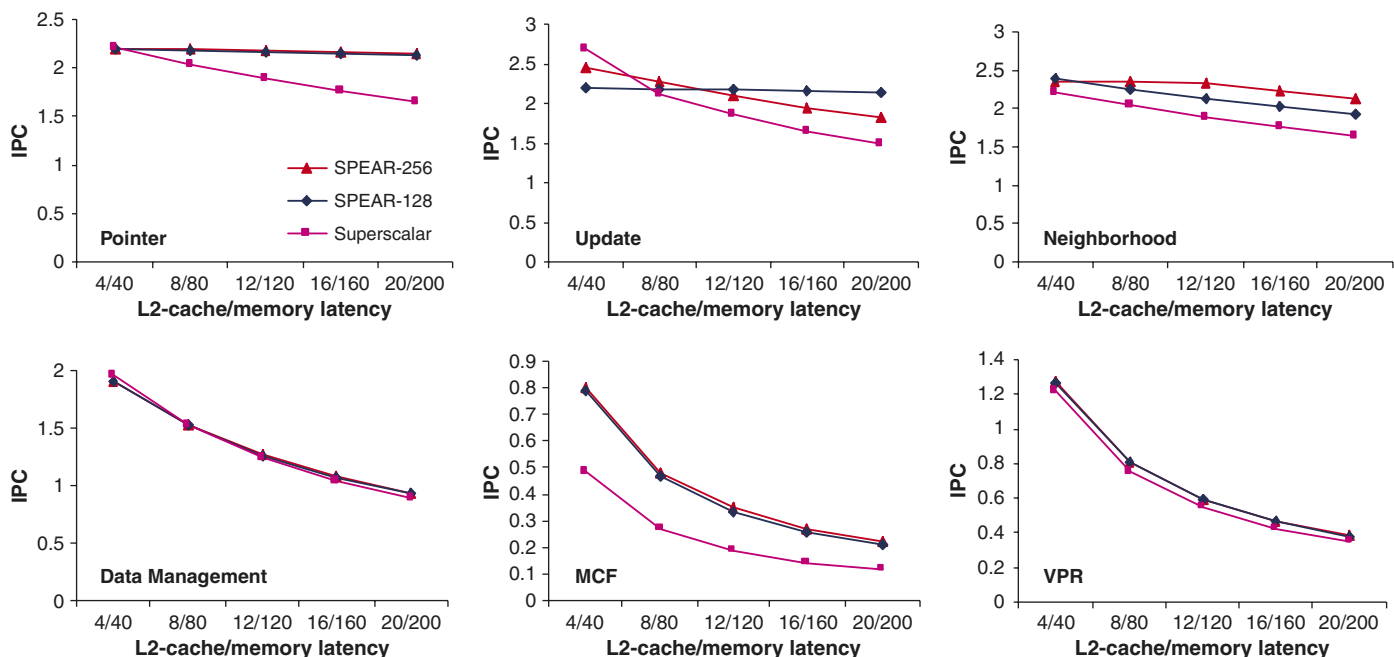 2.5
2
1.5
1
0.5
0
IPC
SPEAR-256
SPEAR-128
Superscalar
Pointer
4/40 8/80 12/120 16/160 20/200
L2-cache/memory latency
3
2.5
2
1.5
1
0.5
0
IPC
Update
4/40 8/80 12/120 16/160 20/200
L2-cache/memory latency
3
2.5
2
1.5
1
0.5
0
IPC
Neighborhood
4/40 8/80 12/120 16/160 20/200
L2-cache/memory latency
2
1.5
1
0.5
0
IPC
Data Management
4/40 8/80 12/120 16/160 20/200
L2-cache/memory latency
0.9
0.8
0.7
0.6
0.5
0.4
0.3
0.2
0.1
0
IPC
MCF
4/40 8/80 12/120 16/160 20/200
L2-cache/memory latency
1.4
1.2
1
0.8
0.6
0.4
0.2
0
IPC
VPR
4/40 8/80 12/120 16/160 20/200
L2-cache/memory latency